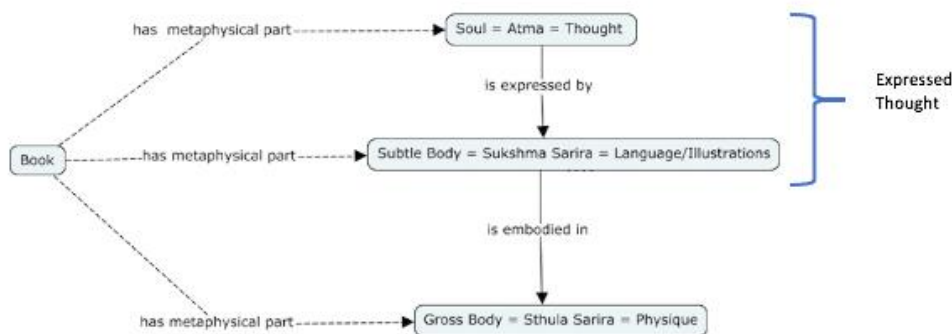 has metaphysical part
Soul = Atma = Thought
is expressed by
Expressed
Thought
Book
has metaphysical part
Subtle Body = Sukshma Sarira = Language/Illustrations
is embodied in
has metaphysical part
Gross Body = Sthula Sarira = Physique